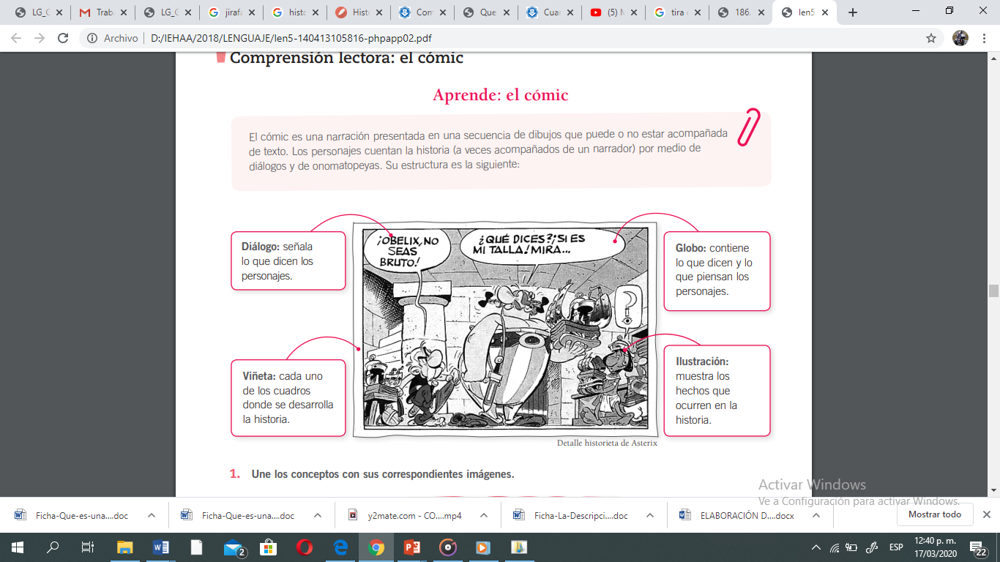 LG_C
Trab
LG_C
jirafa
histo
Histo
Com
Que
Cuar
(5) M
tira
186.
len5
Archivo D:/IEHAA/2018/LENGUAJE/len5-140413105816-phpapp02.pdf
Comprensión lectora: el cómic
Aprende: el cómic
El cómic es una narración presentada en una secuencia de dibujos que puede o no estar acompañada
de texto. Los personajes cuentan la historia (a veces acompañados de un narrador) por medio de
diálogos y de onomatopeyas. Su estructura es la siguiente:
Diálogo: señala
lo que dicen los
personajes.
¡OBELIX, NO
SEAS
BRUTO!
¿QUÉ DICES?¡SI ES
MI TALLA! MIRA...
?
Globo: contiene
lo que dicen y lo
que piensan los
personajes.
Viñeta: cada uno
de los cuadros
donde se desarrolla
la historia.
Ilustración:
muestra los
hechos que
ocurren en la
historia.
Detalle historieta de Asterix
1. Une los conceptos con sus correspondientes imágenes.
Activar Windows
Ve a Configuración para activar Windows.
Ficha-Que-es-una....doc
Ficha-Que-es-una....doc
y2mate.com - CO....mp4
Ficha-La-Descripci....doc
ELABORACIÓN D....docx
Mostrar todo
2
ESP
12:40 p. m.
17/03/2020
22